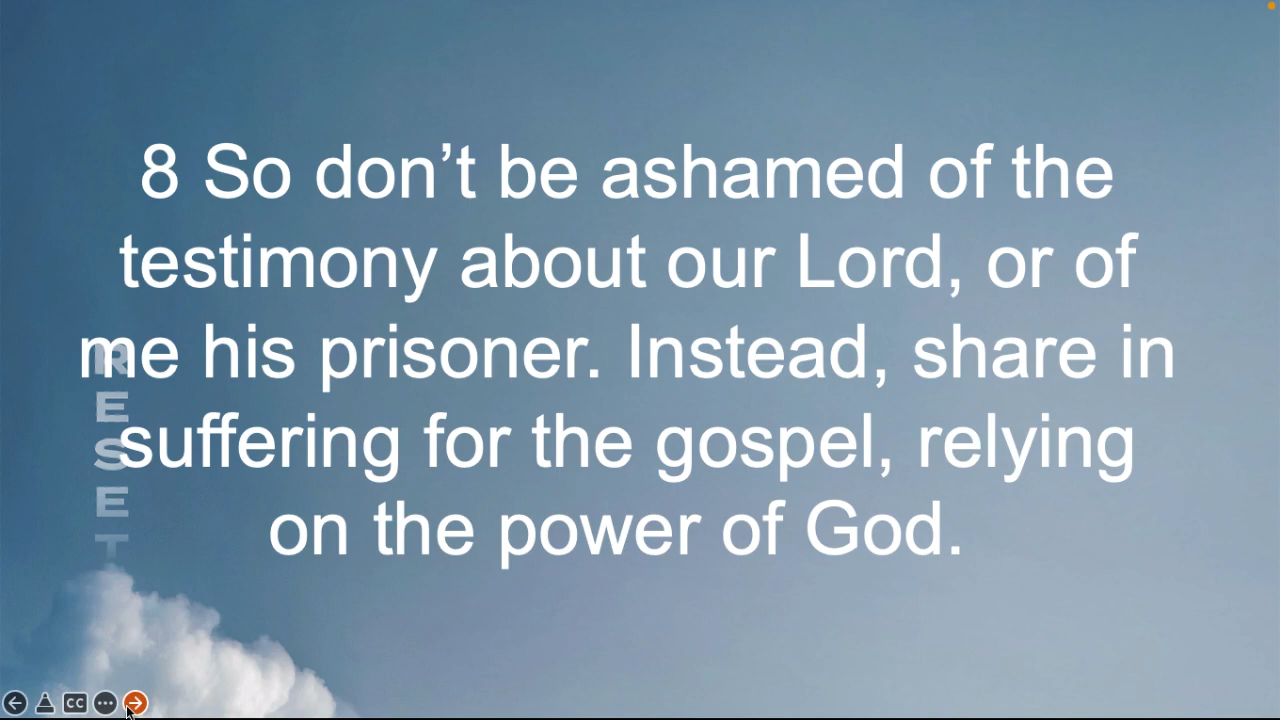 8 So don’t be ashamed of the
testimony about our Lord, or of
me his prisoner. Instead, share in
suffering for the gospel, relying
on the power of God.
R
E
S
E
T
CC